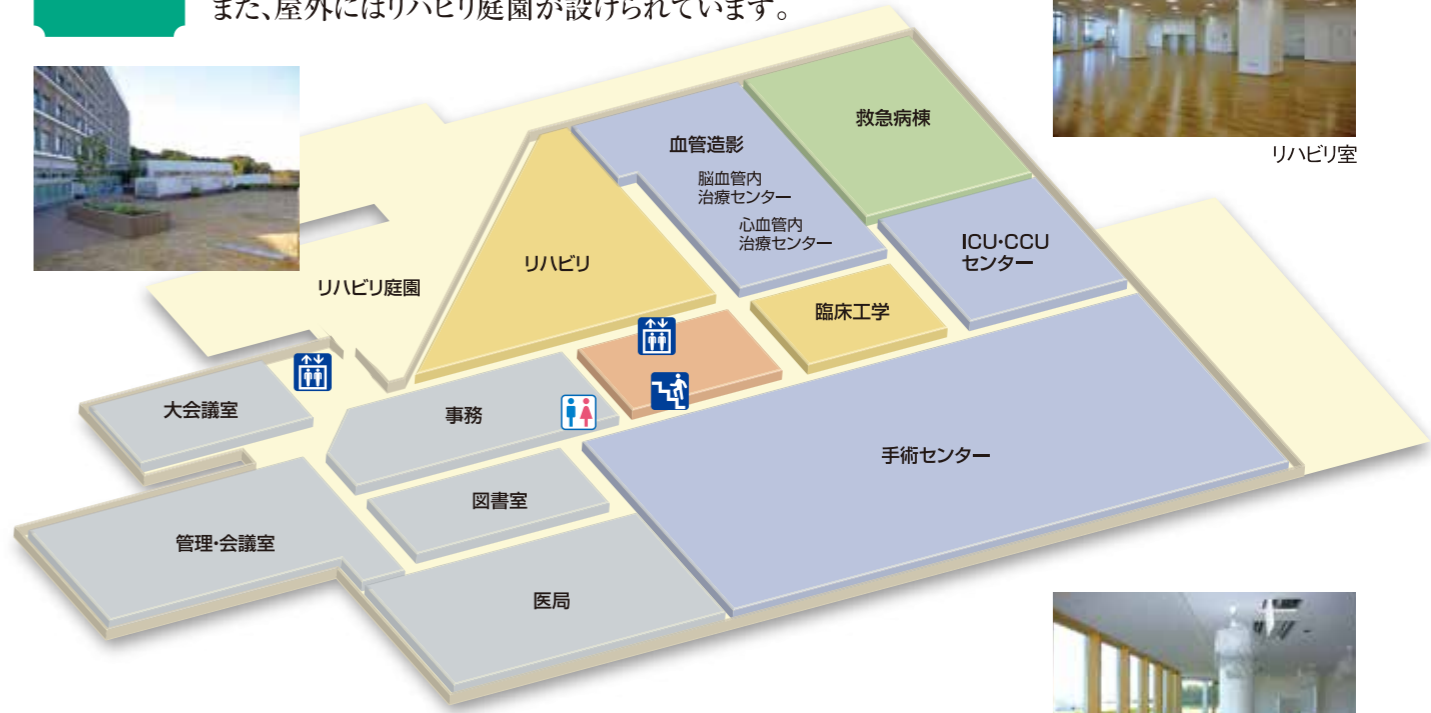 また、屋外にはリハビリ庭園が設けられています。
リハビリ室
救急病棟
血管造影
脳血管内
治療センター
心血管内
治療センター
ICU・CCU
センター
リハビリ
リハビリ庭園
臨床工学
大会議室
事務
手術センター
図書室
管理・会議室
医局